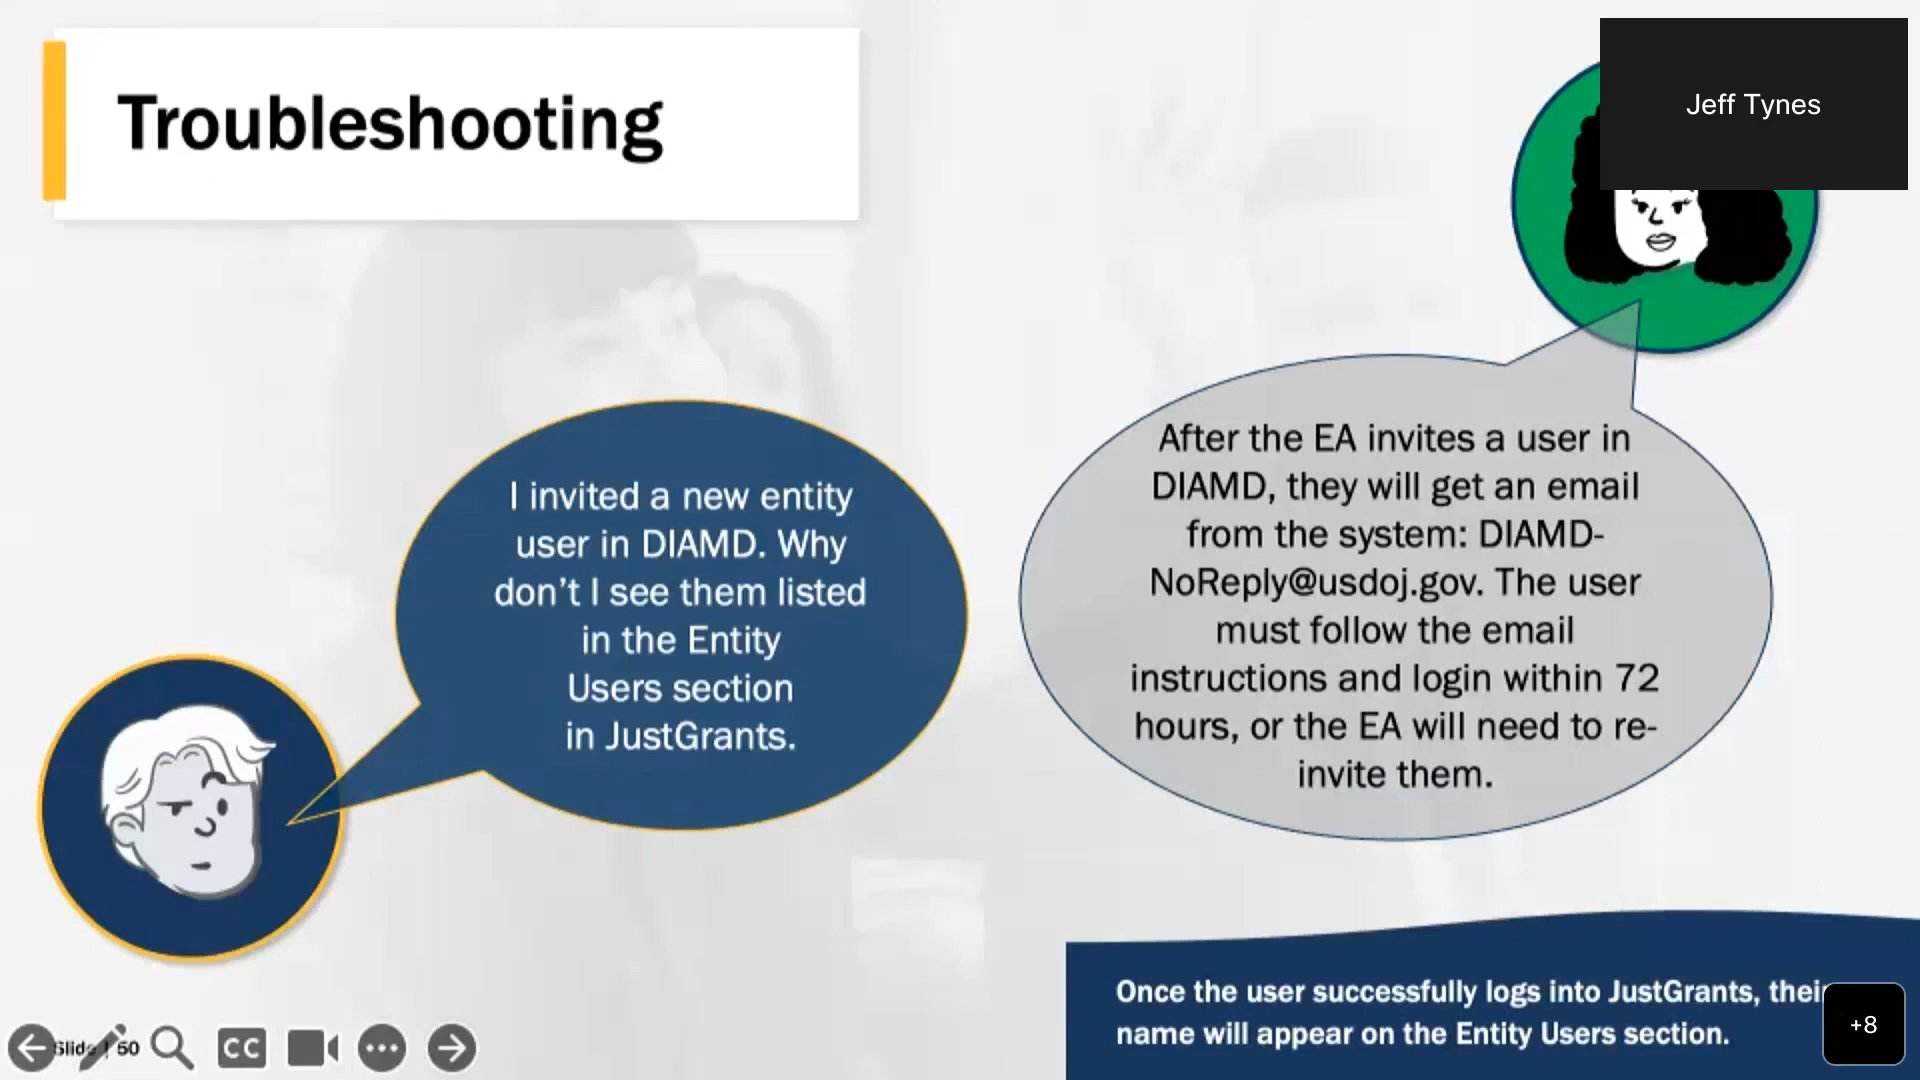 Troubleshooting
Jeff Tynes
I invited a new entity
user in DIAMD. Why
don’t I see them listed
in the Entity
Users section
in JustGrants.
After the EA invites a user in
DIAMD, they will get an email
from the system: DIAMD-
NoReply@usdoj.gov. The user
must follow the email
instructions and login within 72
hours, or the EA will need to re-
invite them.
Once the user successfully logs into JustGrants, their
name will appear on the Entity Users section.
+8
Slide | 50
CC